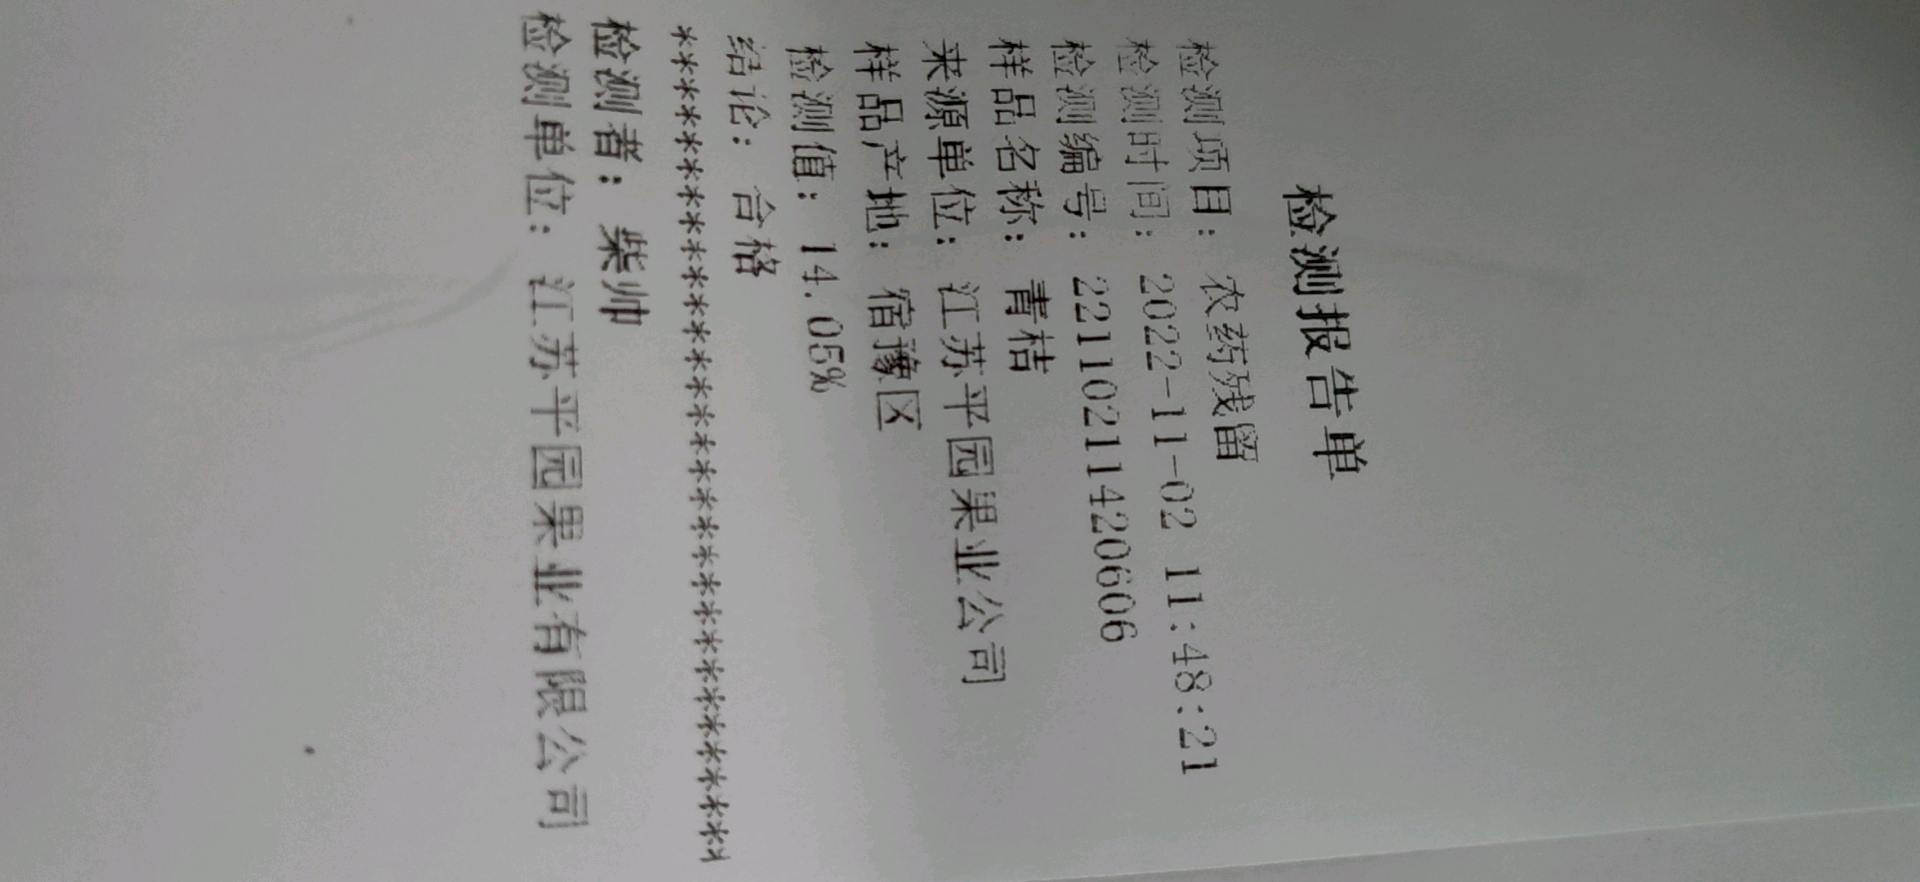 检测报告单
检测项目: 农药残留
检测时间: 2022-11-02 11:48:21
检测编号: 221102114206​06
样品名称: 青桔
来源单位: 江苏平园果业公司
样品产地: 宿豫区
检测值: 14.05%
结论: 合格
******************************
检测者: 柴帅
检测单位: 江苏平园果业有限公司